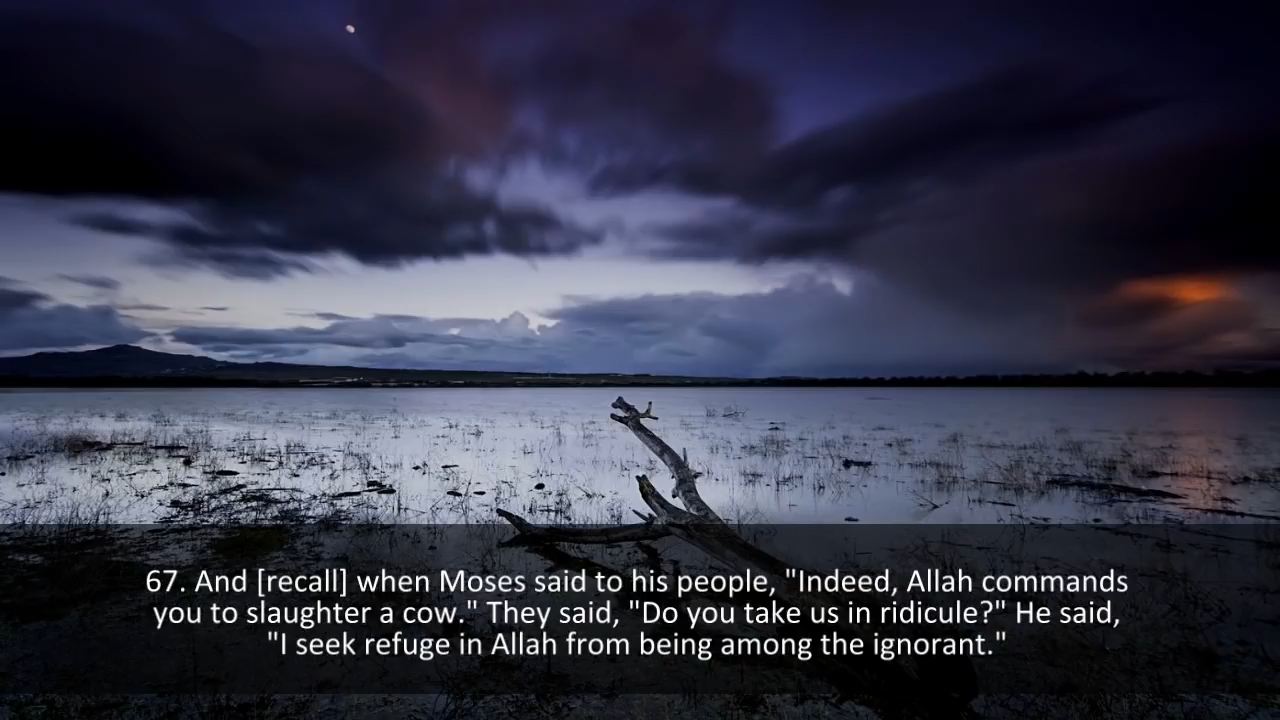 67. And [recall] when Moses said to his people, "Indeed, Allah commands
you to slaughter a cow." They said, "Do you take us in ridicule?" He said,
"I seek refuge in Allah from being among the ignorant."